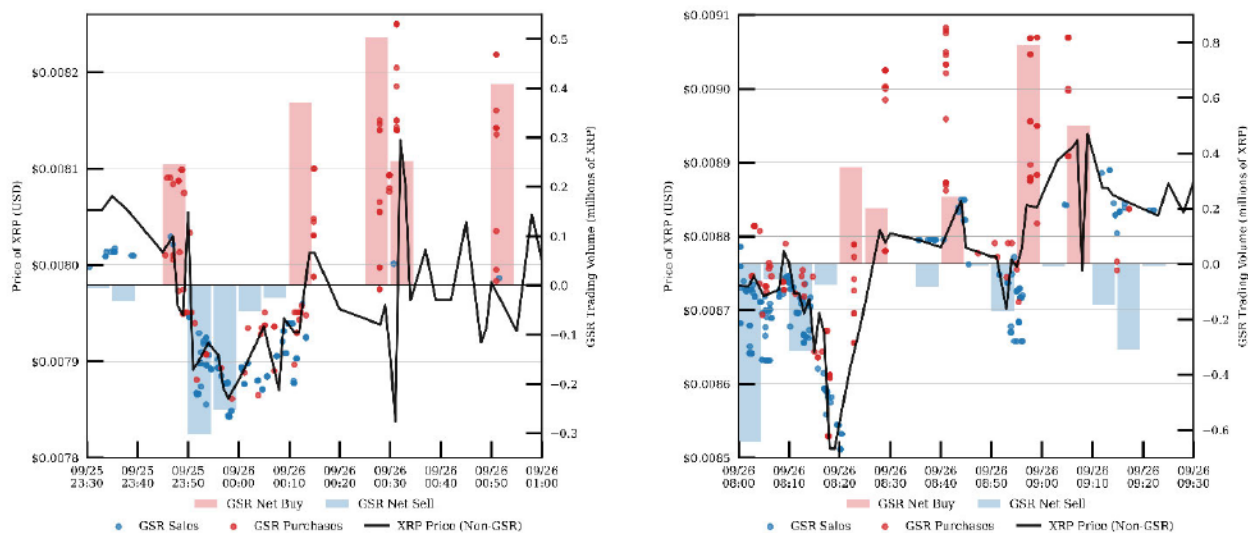 $0.0082
$0.0081
$0.0080
$0.0079
$0.0078
Price of XRP (USD)
0.5
0.4
0.3
0.2
0.1
0.0
−0.1
−0.2
−0.3
GSR Trading Volume (millions of XRP)
09/25 09/25 09/25 09/26 09/26 09/26 09/26 09/26 09/26 09/26
23:30 23:40 23:50 00:00 00:10 00:20 00:30 00:40 00:50 01:00
GSR Net Buy GSR Net Sell
GSR Sales GSR Purchases XRP Price (Non-GSR)
$0.0091
$0.0090
$0.0089
$0.0088
$0.0087
$0.0086
$0.0085
Price of XRP (USD)
0.8
0.6
0.4
0.2
0.0
−0.2
−0.4
−0.6
GSR Trading Volume (millions of XRP)
09/26 09/26 09/26 09/26 09/26 09/26 09/26 09/26 09/26 09/26
08:00 08:10 08:20 08:30 08:40 08:50 09:00 09:10 09:20 09:30
GSR Net Buy GSR Net Sell
GSR Sales GSR Purchases XRP Price (Non-GSR)